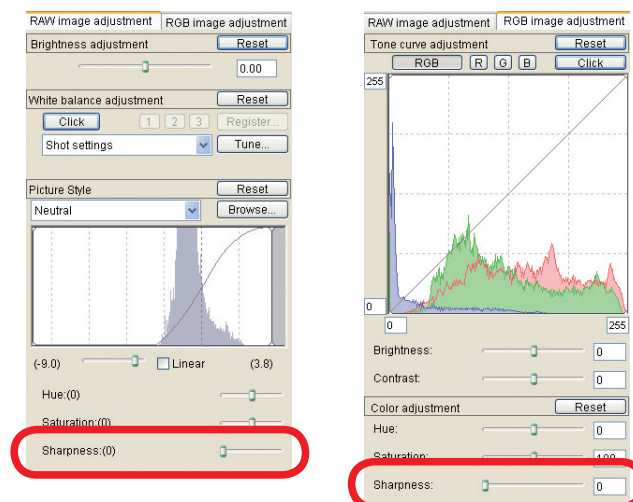 RAW image adjustment RGB image adjustment
Brightness adjustment Reset
0.00
White balance adjustment Reset
Click 1 2 3 Register...
Shot settings Tune...
Picture Style Reset
Neutral Browse...
(-9.0) Linear (3.8)
Hue:(0)
Saturation:(0)
Sharpness:(0)
RAW image adjustment RGB image adjustment
Tone curve adjustment Reset
RGB R G B Click
255
0
0 255
Brightness: 0
Contrast: 0
Color adjustment Reset
Hue: 0
Saturation: 100
Sharpness: 0